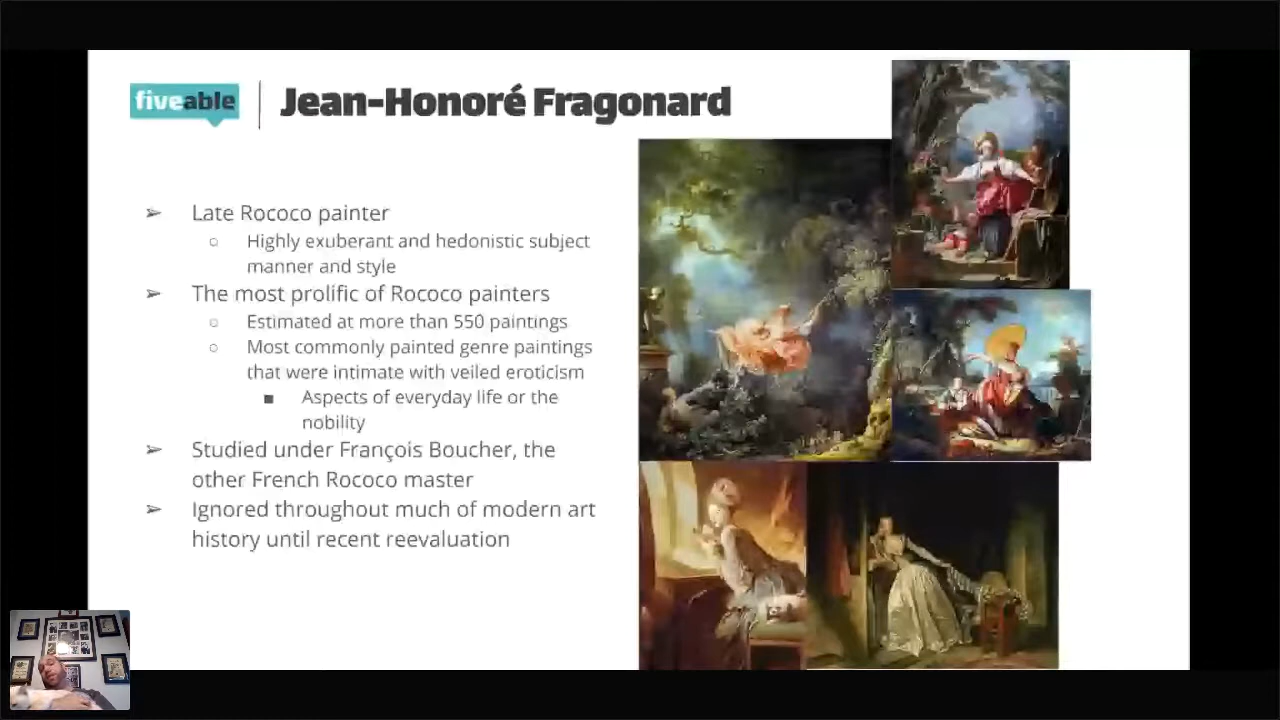 fiveable
Jean-Honoré Fragonard
➢ Late Rococo painter
○ Highly exuberant and hedonistic subject
manner and style
➢ The most prolific of Rococo painters
○ Estimated at more than 550 paintings
○ Most commonly painted genre paintings
that were intimate with veiled eroticism
■ Aspects of everyday life or the
nobility
➢ Studied under François Boucher, the
other French Rococo master
➢ Ignored throughout much of modern art
history until recent reevaluation